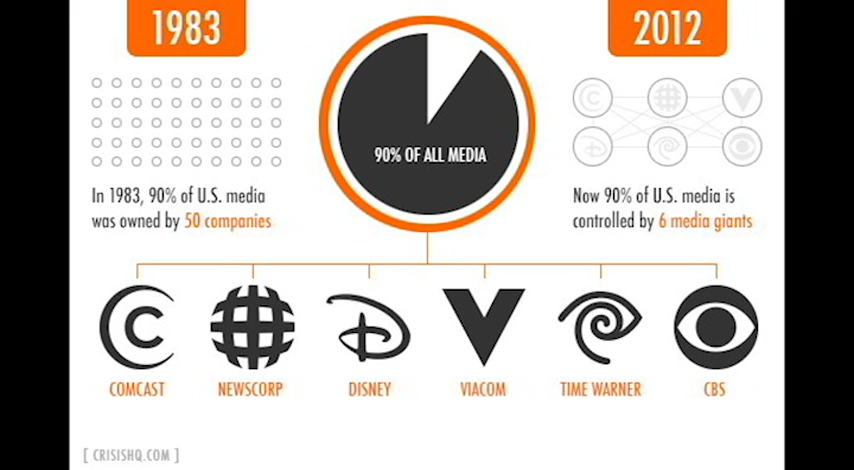 1983
2012
90% OF ALL MEDIA
In 1983, 90% of U.S. media
was owned by 50 companies
Now 90% of U.S. media is
controlled by 6 media giants
COMCAST
NEWSCORP
DISNEY
VIACOM
TIME WARNER
CBS
[ CRISISHQ.COM ]